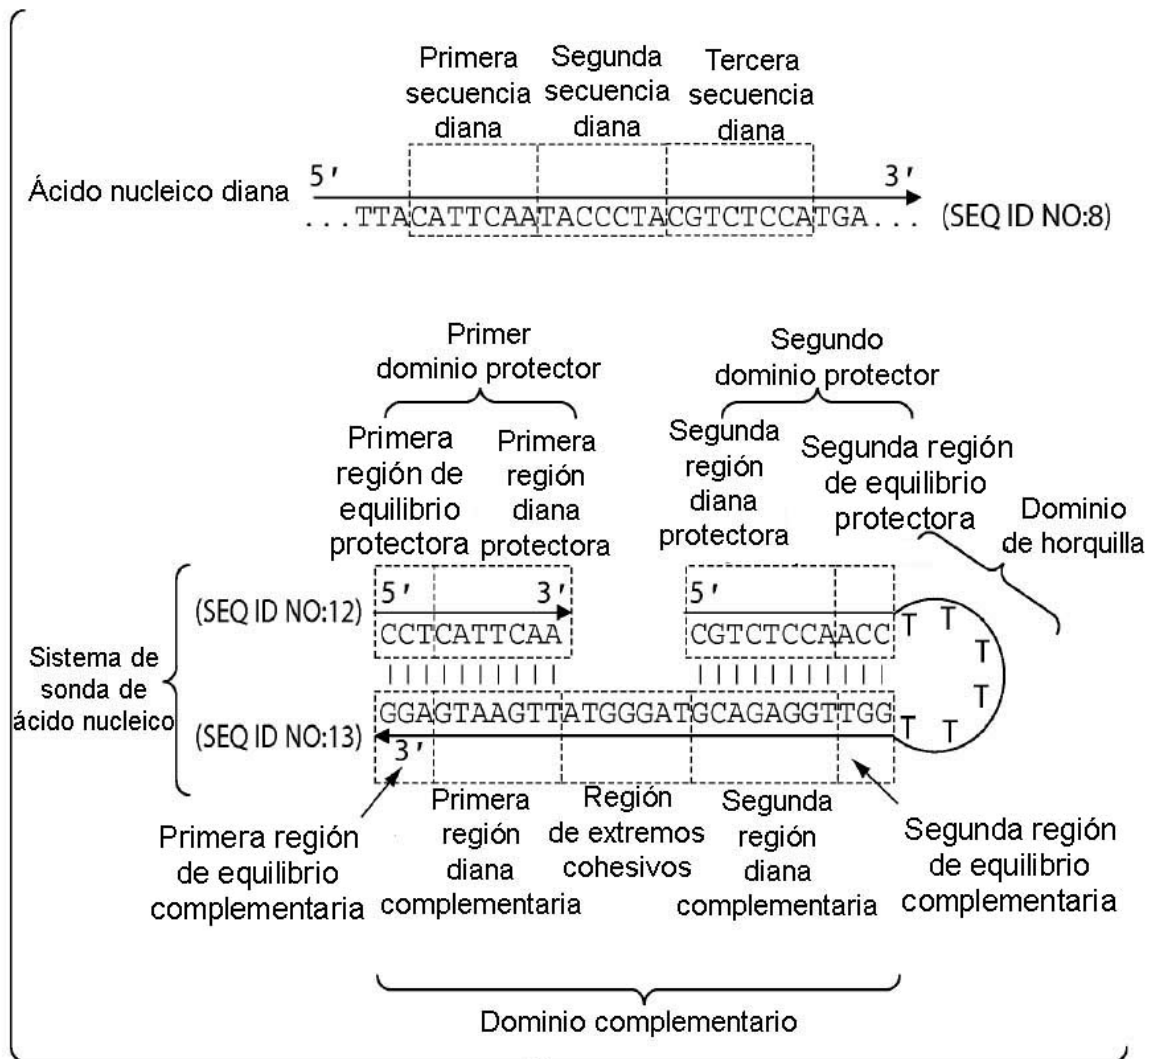 Primera
secuencia
diana
Segunda
secuencia
diana
Tercera
secuencia
diana
Ácido nucleico diana
5′
3′
...TTACATTCAATACCCTACGTCTCCATGA...
(SEQ ID NO:8)
Primer
dominio protector
Segundo
dominio protector
Primera
región de
equilibrio
protectora
Primera
región
diana
protectora
Segunda
región
diana
protectora
Segunda región
de equilibrio
protectora
Dominio
de horquilla
Sistema de
sonda de
ácido nucleico
(SEQ ID NO:12)
5′
3′
CCTCATTCAA
5′
CGTCTCCAACC
T
T
T
T
T
T
GGAGTAAGTTATGGGATGCAGAGGTTGG
(SEQ ID NO:13)
3′
Primera región
de equilibrio
complementaria
Primera
región
diana
complementaria
Región
de extremos
cohesivos
Segunda
región
diana
complementaria
Segunda región
de equilibrio
complementaria
Dominio complementario